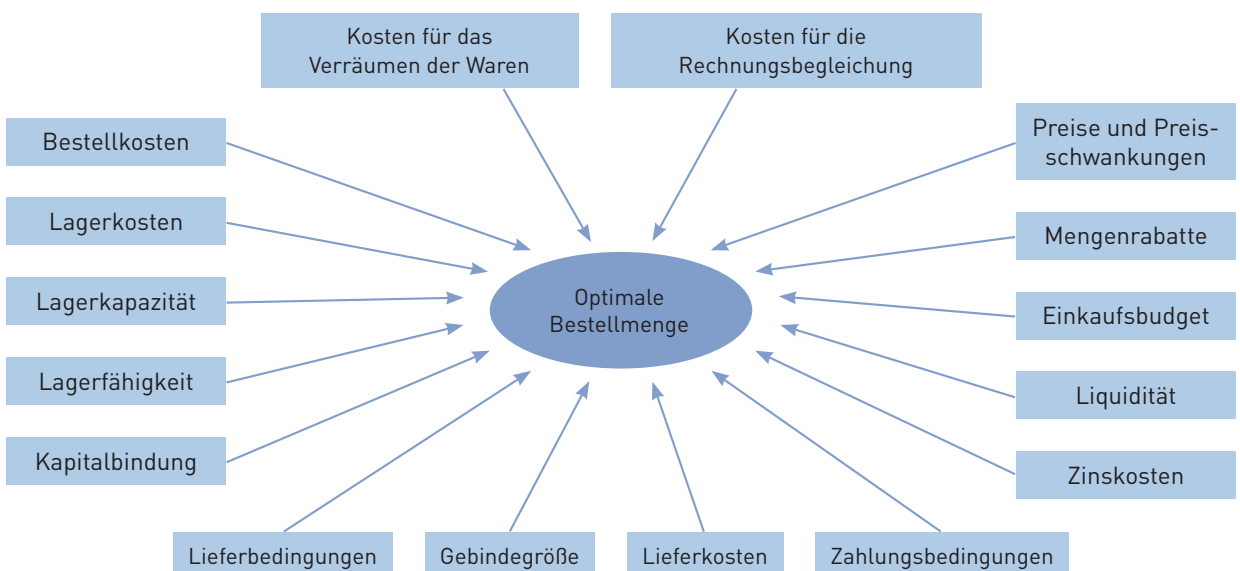 Kosten für das
Verräumen der Waren
Kosten für die
Rechnungsbegleichung
Bestellkosten
Preise und Preis-
schwankungen
Lagerkosten
Mengenrabatte
Lagerkapazität
Optimale
Bestellmenge
Einkaufsbudget
Lagerfähigkeit
Liquidität
Kapitalbindung
Zinskosten
Lieferbedingungen
Gebindegröße
Lieferkosten
Zahlungsbedingungen